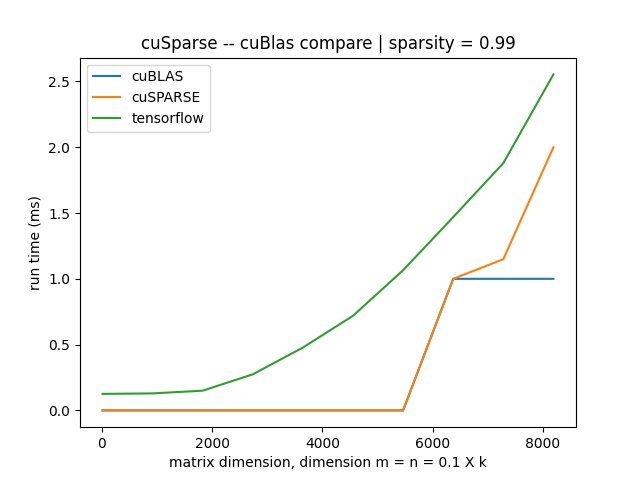 cuSparse -- cuBlas compare | sparsity = 0.99
cuBLAS
cuSPARSE
tensorflow
2.5
2.0
1.5
1.0
0.5
0.0
run time (ms)
0 2000 4000 6000 8000
matrix dimension, dimension m = n = 0.1 X k